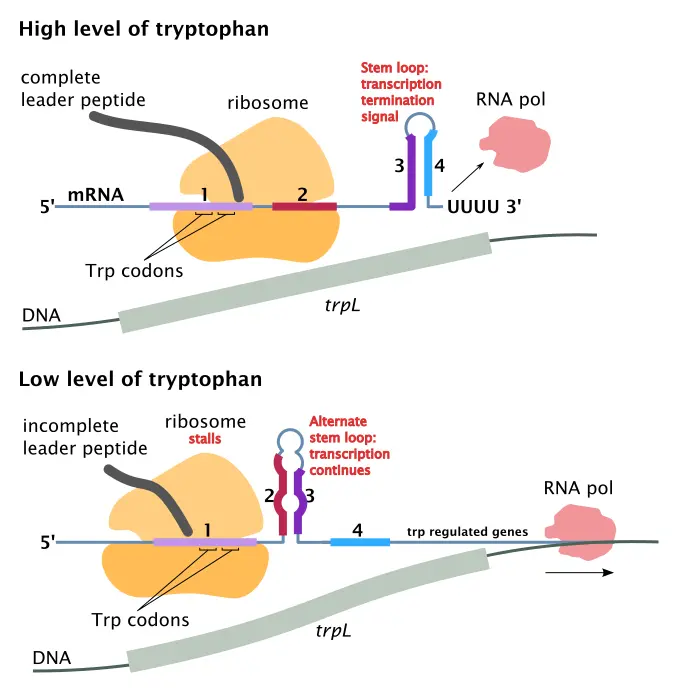 High level of tryptophan
complete
leader peptide
ribosome
Stem loop:
transcription
termination
signal
RNA pol
3
4
5'
mRNA
1
2
UUUU 3'
Trp codons
trpL
DNA
Low level of tryptophan
incomplete
leader peptide
ribosome
stalls
Alternate
stem loop:
transcription
continues
RNA pol
2
3
5'
1
4
trp regulated genes
Trp codons
trpL
DNA